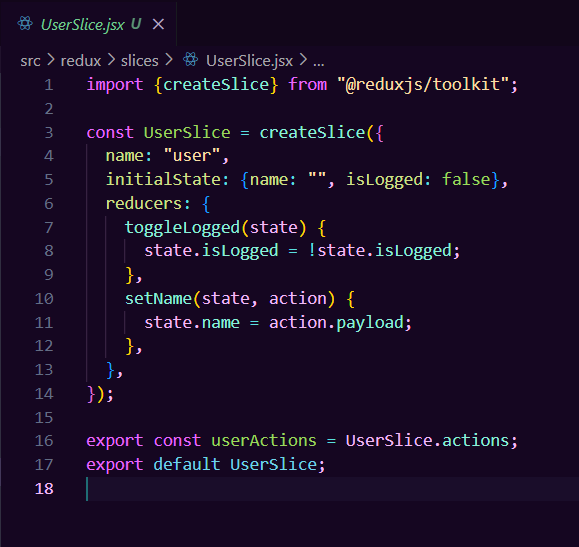 UserSlice.jsx U ×
src > redux > slices > UserSlice.jsx > ...
1 import {createSlice} from "@reduxjs/toolkit";
2
3 const UserSlice = createSlice({
4   name: "user",
5   initialState: {name: "", isLogged: false},
6   reducers: {
7     toggleLogged(state) {
8       state.isLogged = !state.isLogged;
9     },
10     setName(state, action) {
11       state.name = action.payload;
12     },
13   },
14 });
15
16 export const userActions = UserSlice.actions;
17 export default UserSlice;
18